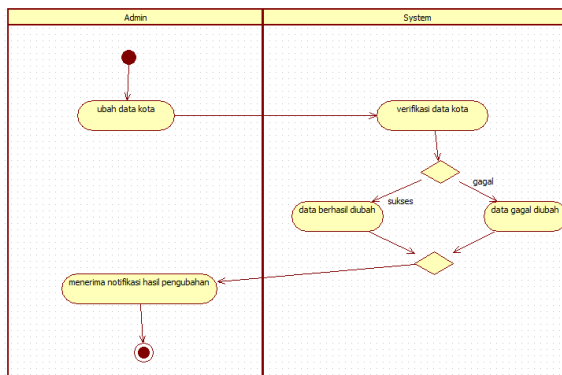 Admin
System
ubah data kota
verifikasi data kota
gagal
sukses
data berhasil diubah
data gagal diubah
menerima notifikasi hasil pengubahan